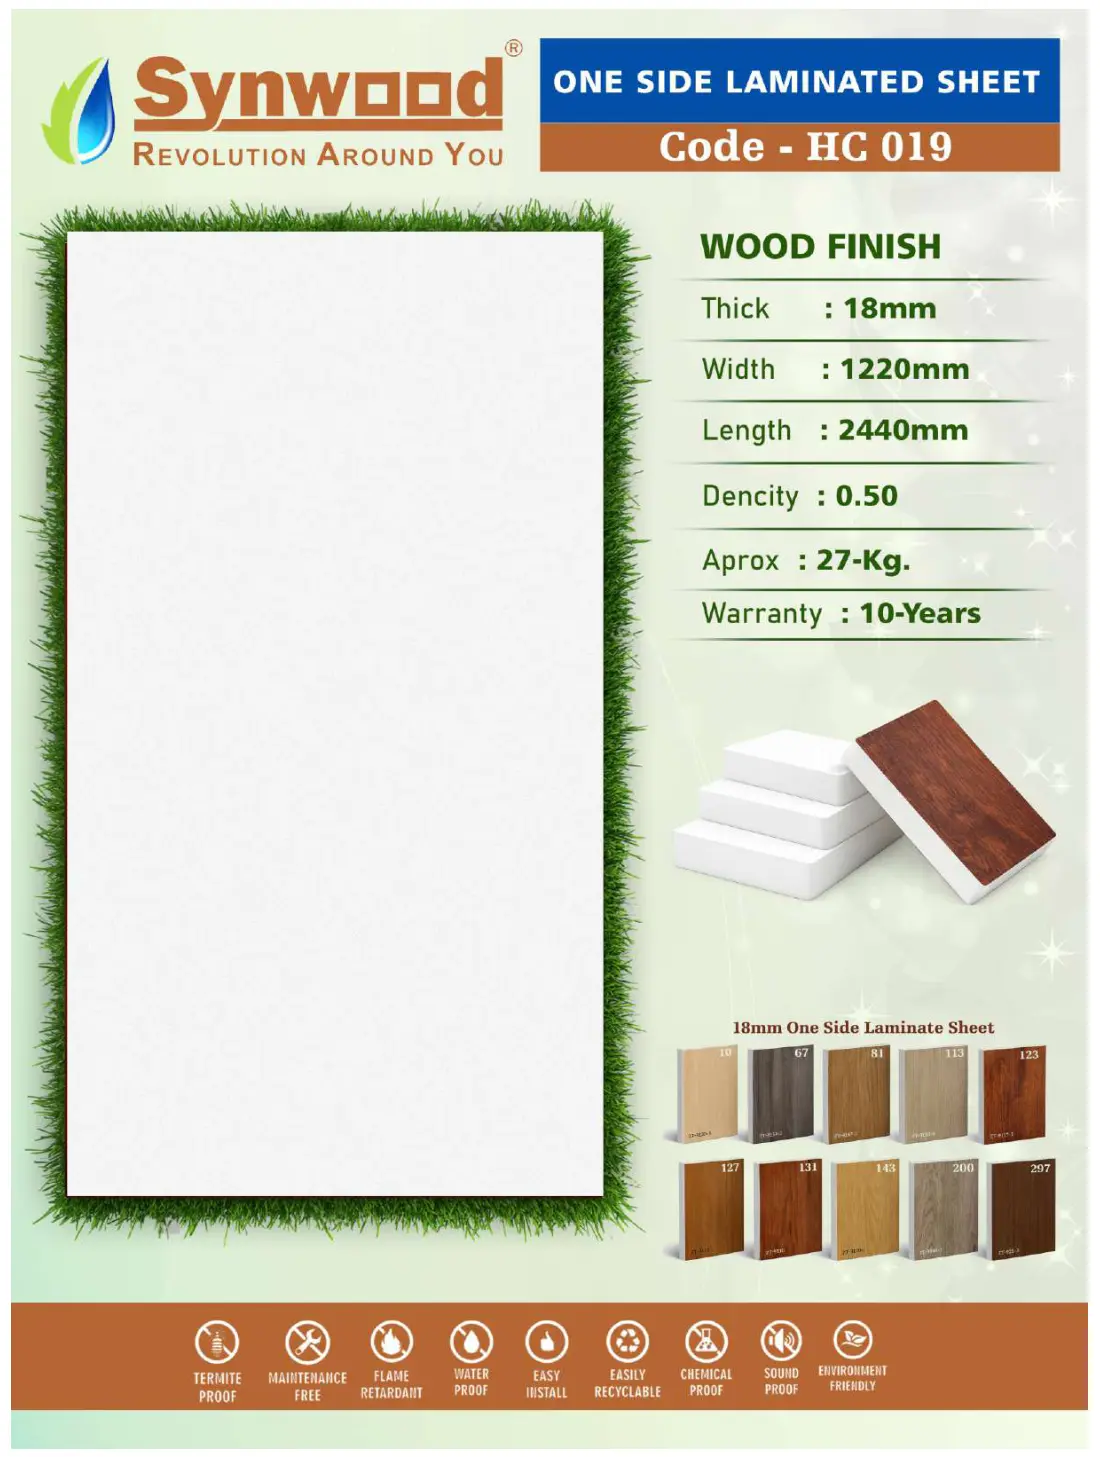 Synwood®
REVOLUTION AROUND YOU
ONE SIDE LAMINATED SHEET
Code - HC 019
WOOD FINISH
Thick : 18mm
Width : 1220mm
Length : 2440mm
Dencity : 0.50
Aprox : 27-Kg.
Warranty : 10-Years
18mm One Side Laminate Sheet
10 67 81 113 123
127 131 143 200 297
TERMITE
PROOF
MAINTENANCE
FREE
FLAME
RETARDANT
WATER
PROOF
EASY
INSTALL
EASILY
RECYCLABLE
CHEMICAL
PROOF
SOUND
PROOF
ENVIRONMENT
FRIENDLY